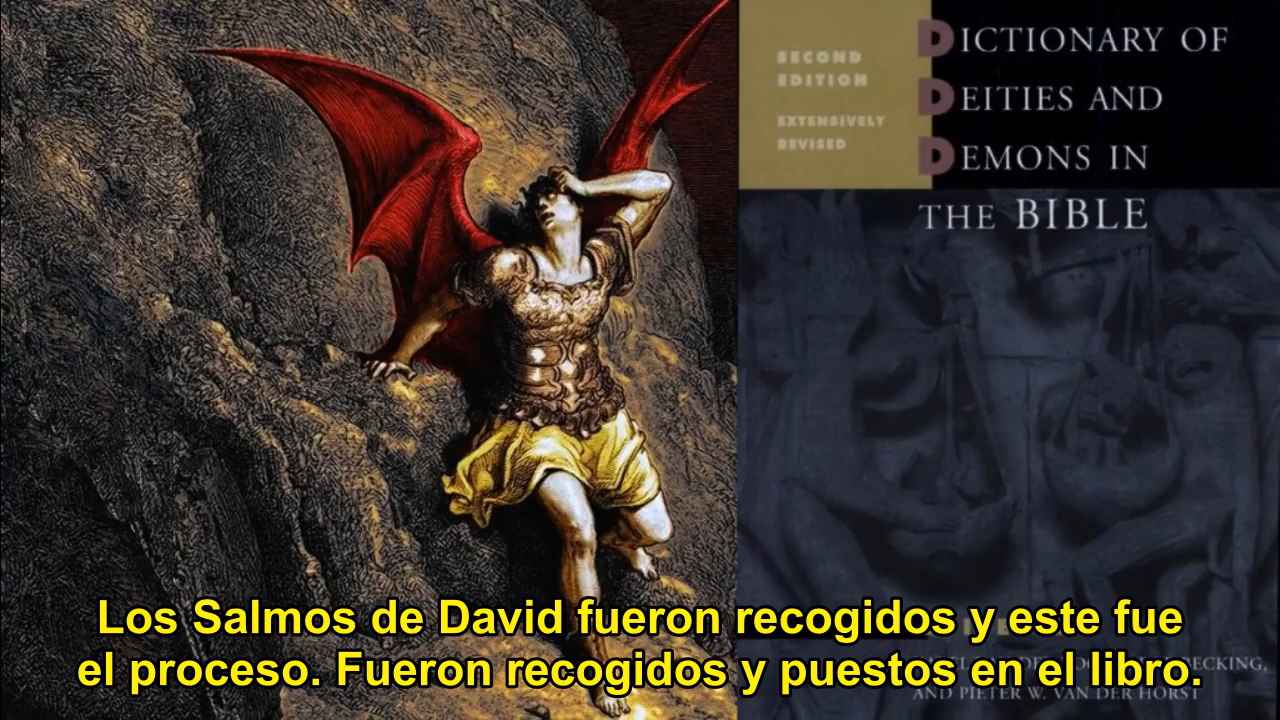 SECOND
EDITION
EXTENSIVELY
REVISED
DICTIONARY OF
DEITIES AND
DEMONS IN
THE BIBLE
Los Salmos de David fueron recogidos y este fue
el proceso. Fueron recogidos y puestos en el libro.
BECKING,
AND PIETER W. VAN DER HORST